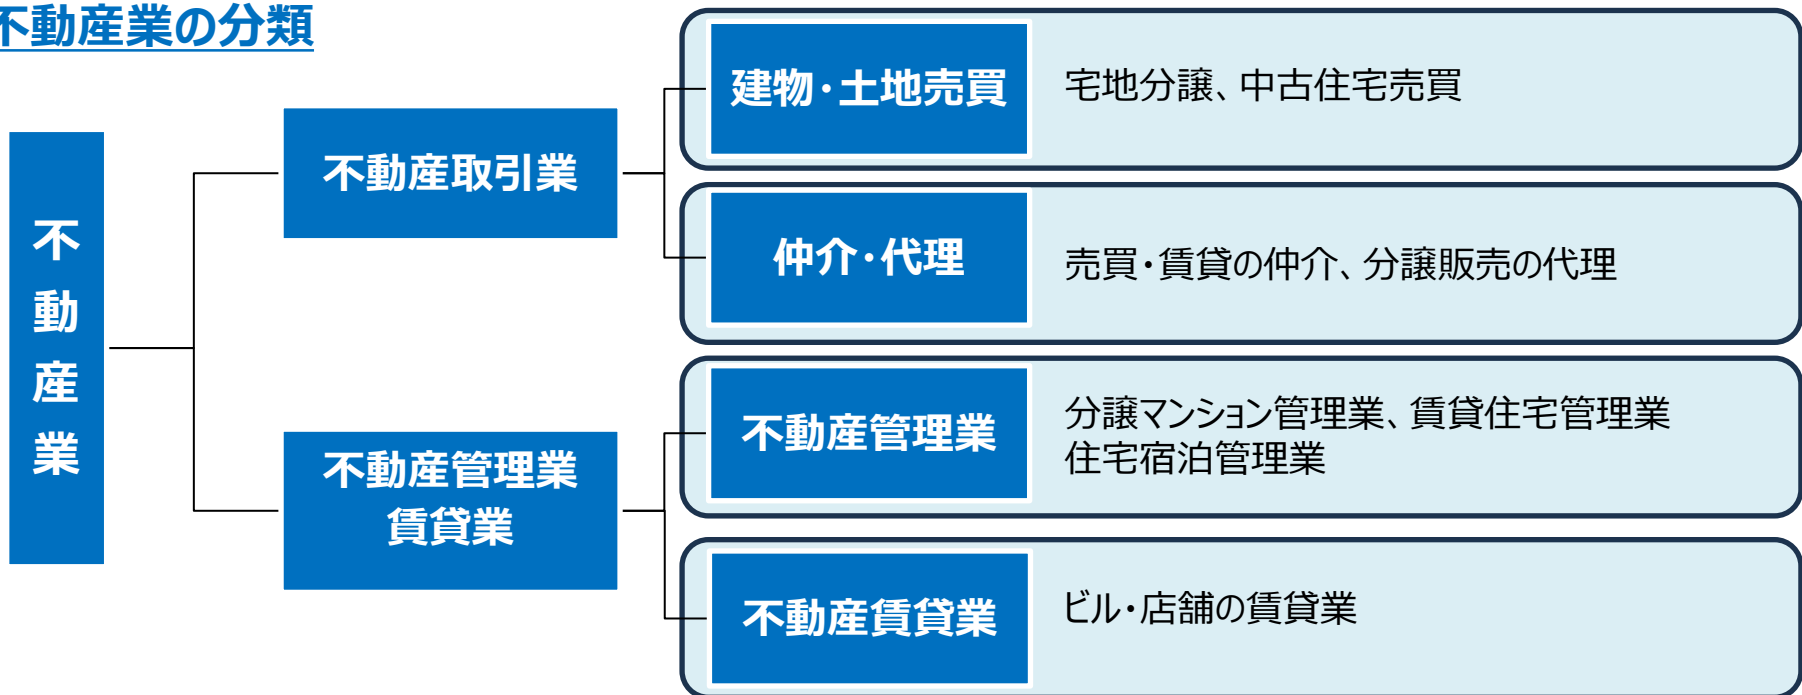 不動産業の分類
不動産業
不動産取引業
建物・土地売買
宅地分譲、中古住宅売買
仲介・代理
売買・賃貸の仲介、分譲販売の代理
不動産管理業
賃貸業
不動産管理業
分譲マンション管理業、賃貸住宅管理業
住宅宿泊管理業
不動産賃貸業
ビル・店舗の賃貸業